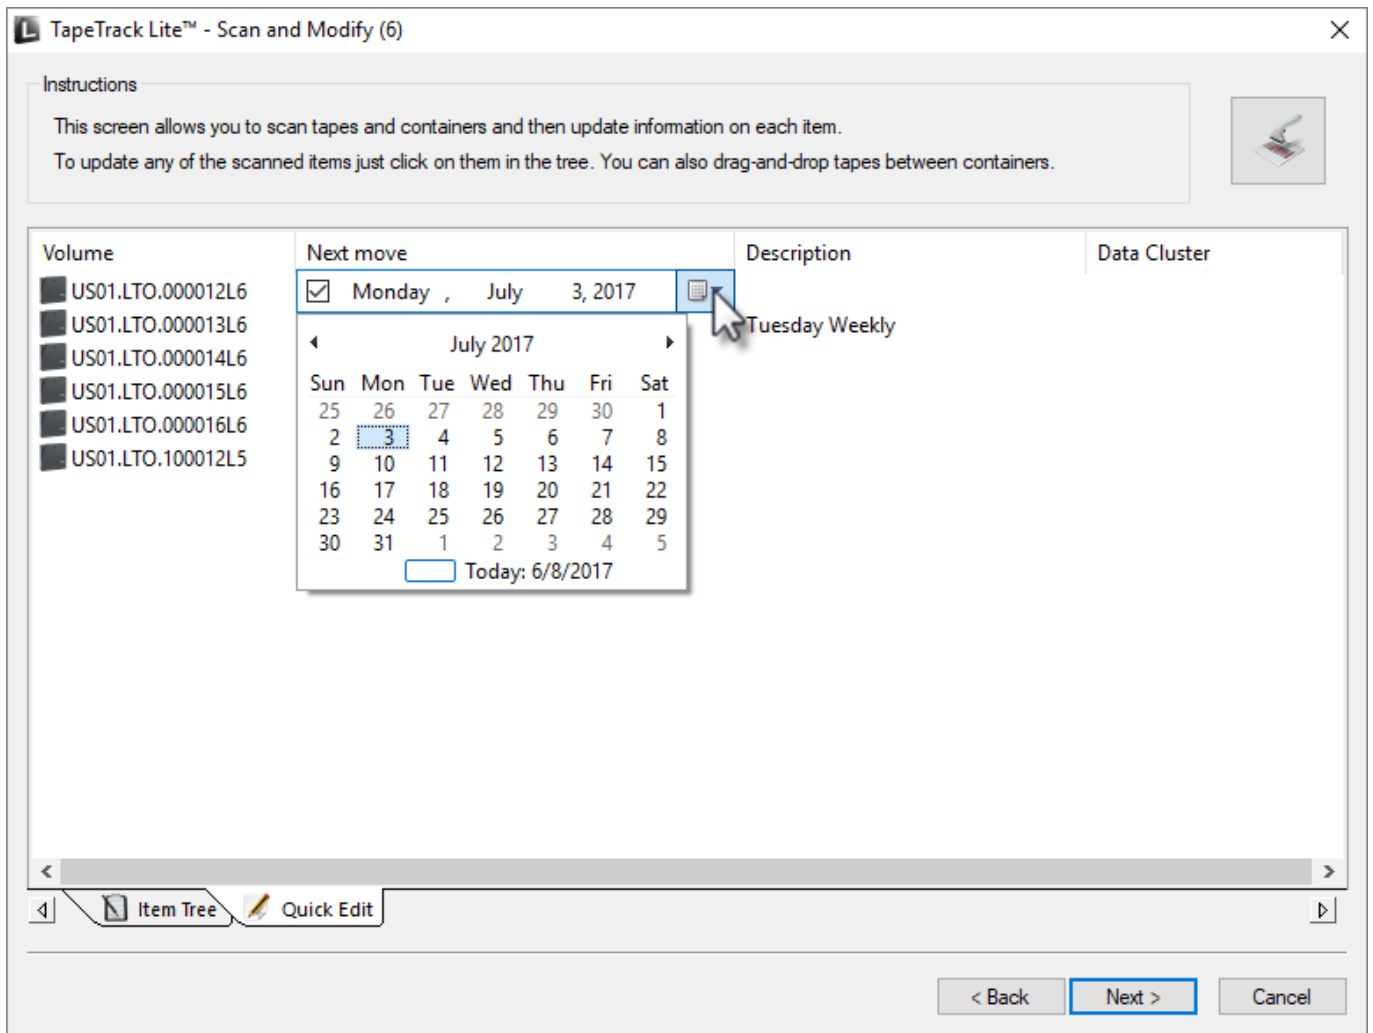 TapeTrack Lite™ - Scan and Modify (6)
Instructions
This screen allows you to scan tapes and containers and then update information on each item.
To update any of the scanned items just click on them in the tree. You can also drag-and-drop tapes between containers.
Volume Next move Description Data Cluster
US01.LTO.000012L6 Monday , July 3, 2017
US01.LTO.000013L6 Tuesday Weekly
US01.LTO.000014L6
US01.LTO.000015L6
US01.LTO.000016L6
US01.LTO.100012L5
July 2017
Sun Mon Tue Wed Thu Fri Sat
25 26 27 28 29 30 1
2 3 4 5 6 7 8
9 10 11 12 13 14 15
16 17 18 19 20 21 22
23 24 25 26 27 28 29
30 31 1 2 3 4 5
Today: 6/8/2017
Item Tree Quick Edit
< Back Next > Cancel